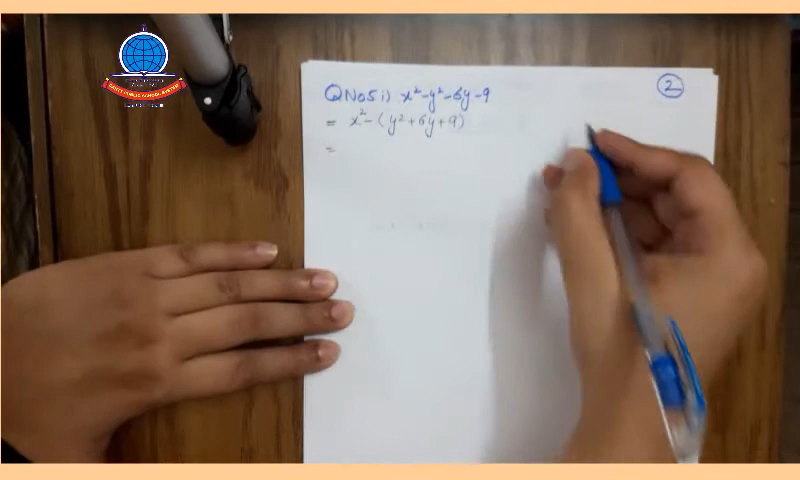 QNo5 i) x²-y²-6y-9
2
= x²-(y²+6y+9)
=